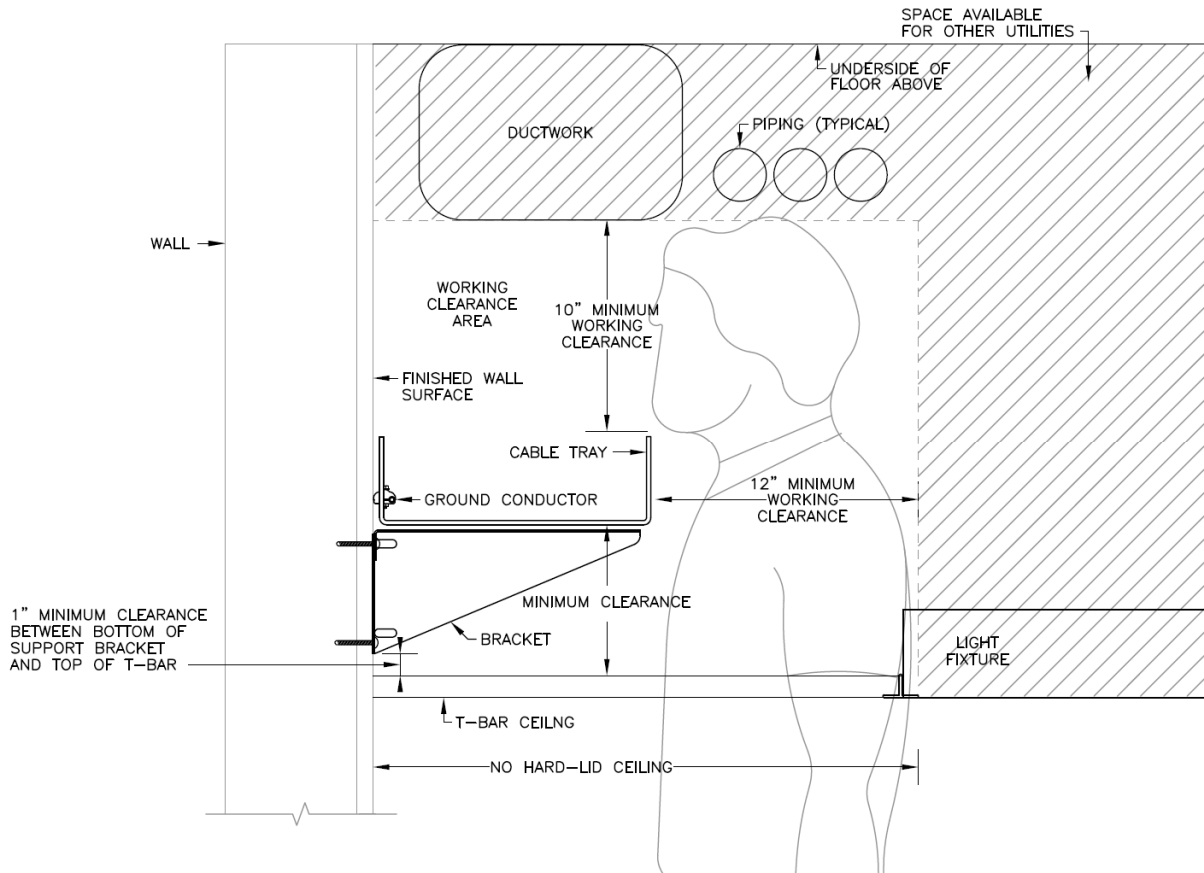 SPACE AVAILABLE
FOR OTHER UTILITIES
UNDERSIDE OF
FLOOR ABOVE
DUCTWORK
PIPING (TYPICAL)
WALL
WORKING
CLEARANCE
AREA
10” MINIMUM
WORKING
CLEARANCE
FINISHED WALL
SURFACE
CABLE TRAY
GROUND CONDUCTOR
12” MINIMUM
WORKING
CLEARANCE
MINIMUM CLEARANCE
1” MINIMUM CLEARANCE
BETWEEN BOTTOM OF
SUPPORT BRACKET
AND TOP OF T-BAR
BRACKET
LIGHT
FIXTURE
T-BAR CEILNG
NO HARD-LID CEILING